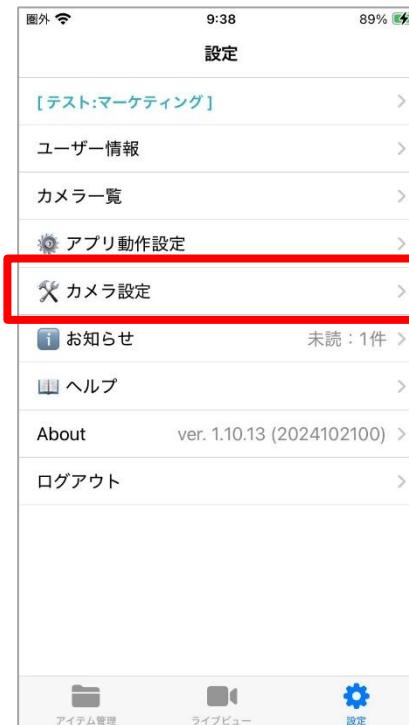 圏外 9:38 89%
設定
[ テスト:マーケティング ]
ユーザー情報
カメラ一覧
アプリ動作設定
カメラ設定
お知らせ 未読：1件
ヘルプ
About ver. 1.10.13 (2024102100)
ログアウト
アイテム管理 ライブビュー 設定